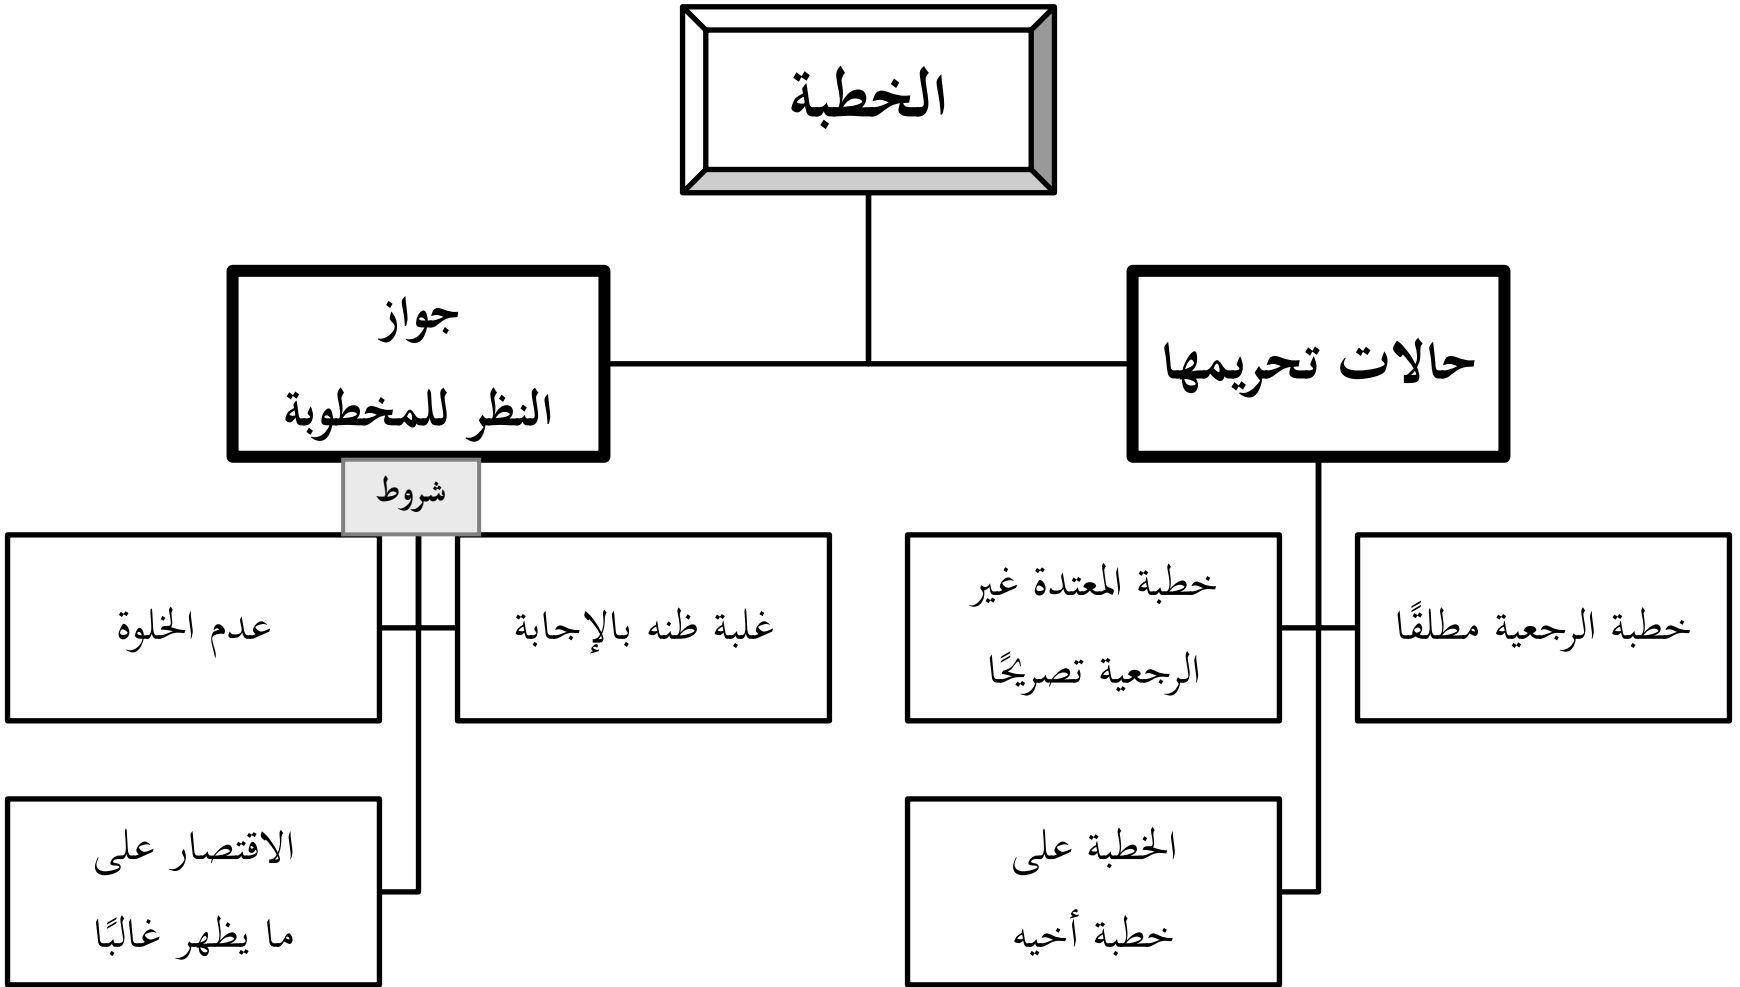 الخطبة
حالات تحريمها
خطبة الرجعية مطلقًا
خطبة المعتدة غير
الرجعية تصريحًا
الخطبة على
خطبة أخيه
جواز
النظر للمخطوبة
شروط
غلبة ظنه بالإجابة
عدم الخلوة
الاقتصار على
ما يظهر غالبًا